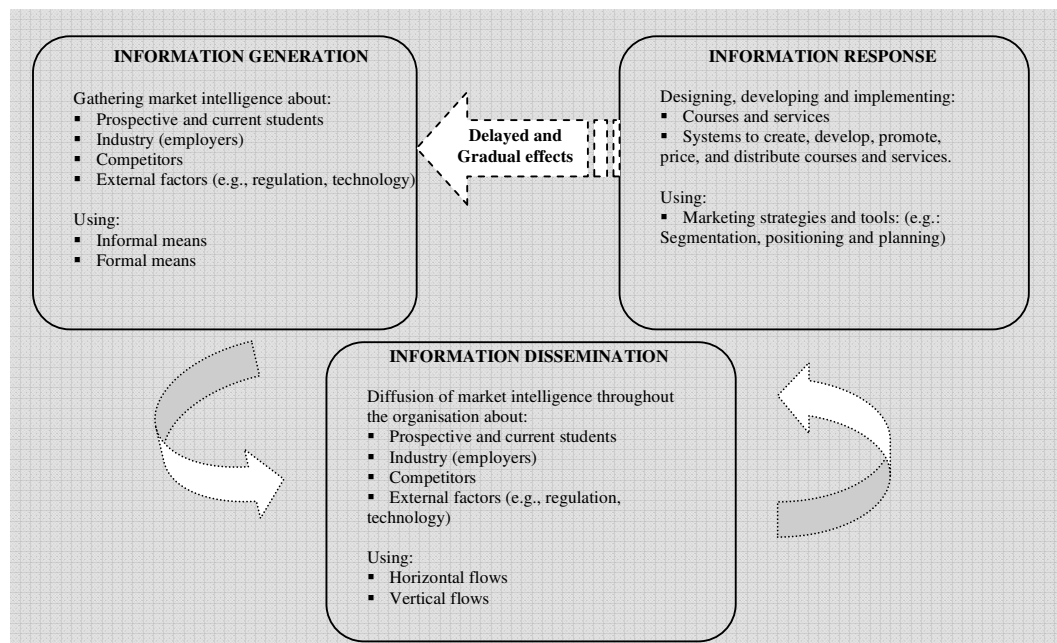 INFORMATION GENERATION
Gathering market intelligence about:
▪ Prospective and current students
▪ Industry (employers)
▪ Competitors
▪ External factors (e.g., regulation, technology)
Using:
▪ Informal means
▪ Formal means
Delayed and
Gradual effects
INFORMATION RESPONSE
Designing, developing and implementing:
▪ Courses and services
▪ Systems to create, develop, promote,
price, and distribute courses and services.
Using:
▪ Marketing strategies and tools: (e.g.:
Segmentation, positioning and planning)
INFORMATION DISSEMINATION
Diffusion of market intelligence throughout
the organisation about:
▪ Prospective and current students
▪ Industry (employers)
▪ Competitors
▪ External factors (e.g., regulation,
technology)
Using:
▪ Horizontal flows
▪ Vertical flows